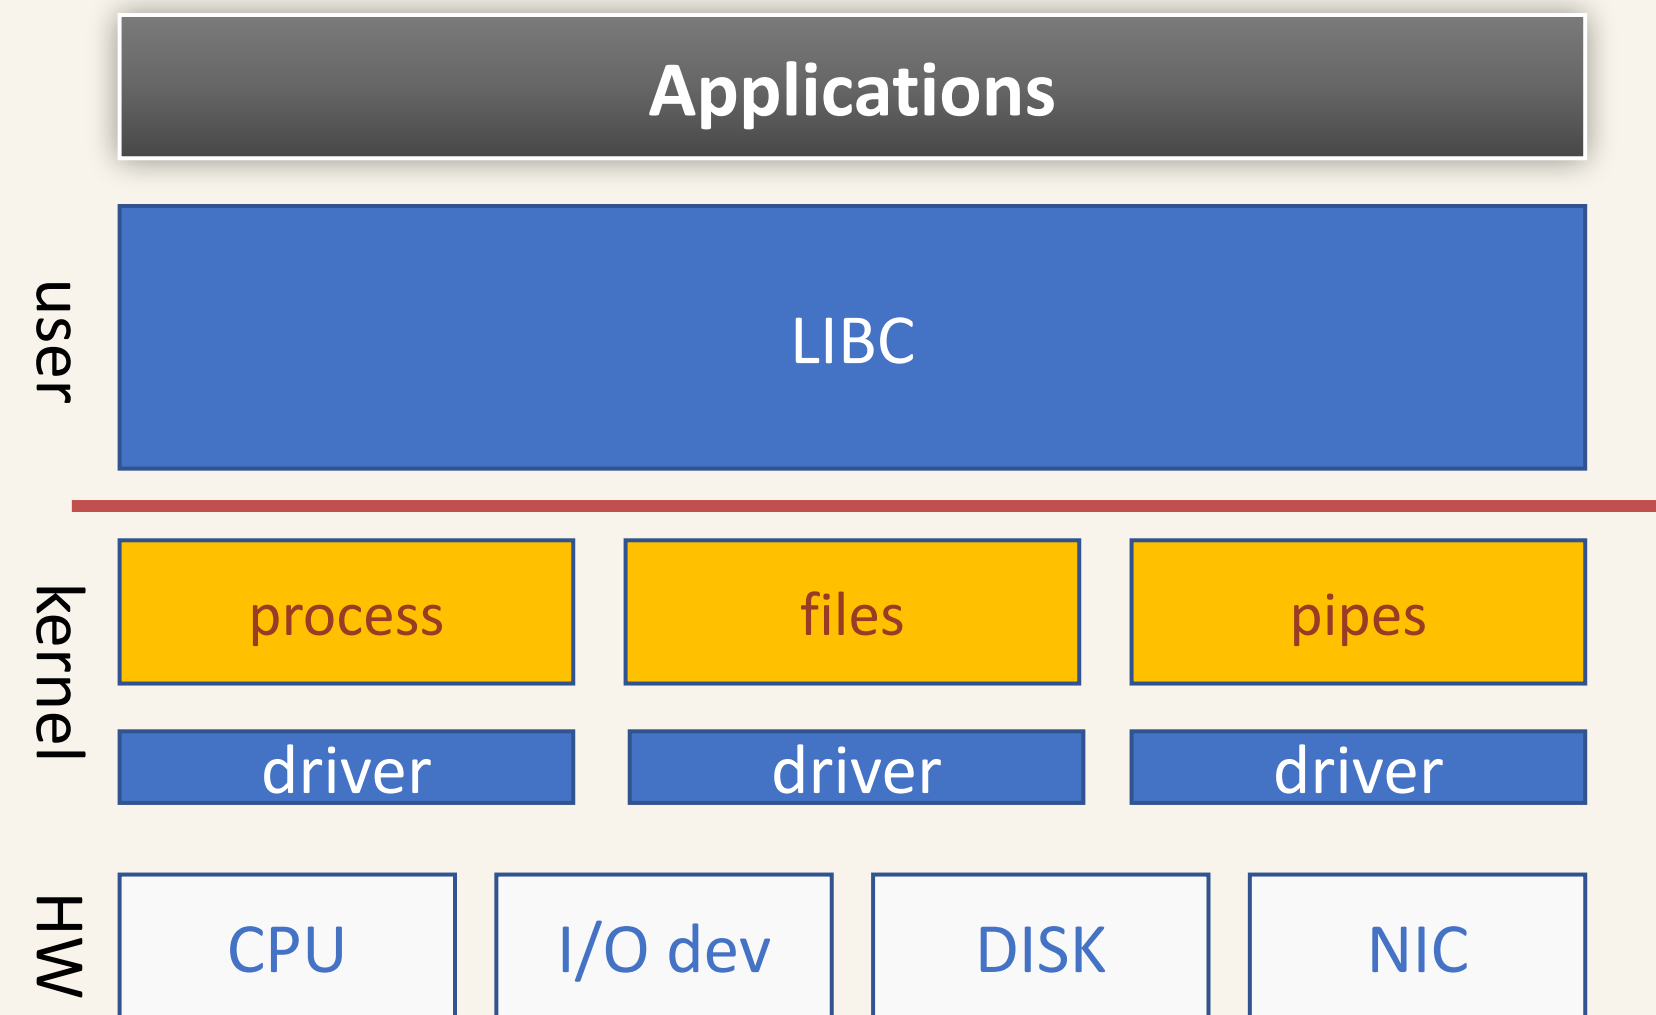 Applications
user
LIBC
kernel
process
files
pipes
driver
driver
driver
HW
CPU
I/O dev
DISK
NIC